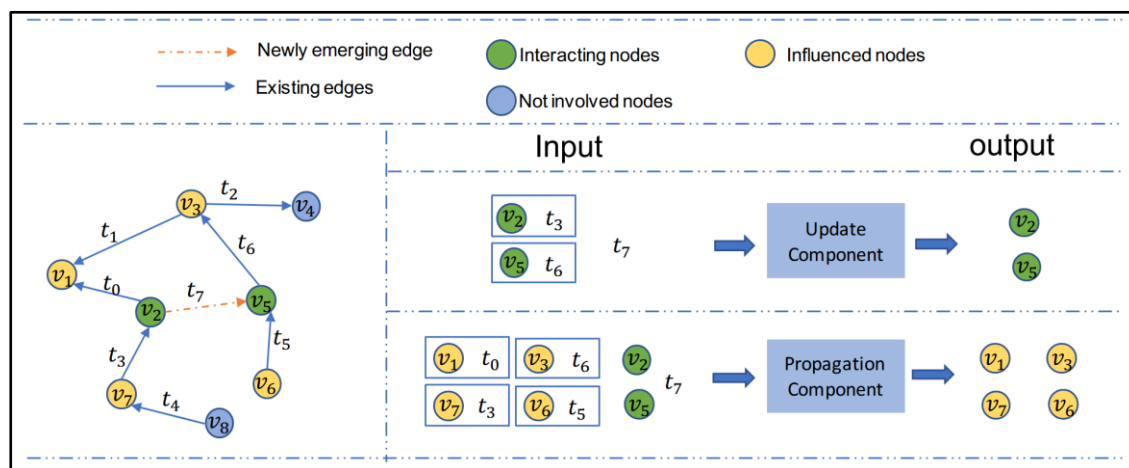 Newly emerging edge
Interacting nodes
Influenced nodes
Existing edges
Not involved nodes
Input
output
v₃
t₂
v₄
t₁
t₆
v₁
t₀
t₇
v₂
v₅
t₃
t₅
v₇
v₆
t₄
v₈
v₂ t₃
v₅ t₆
t₇
Update
Component
v₂
v₅
v₁ t₀
v₃ t₆
v₂
v₇ t₃
v₆ t₅
v₅
t₇
Propagation
Component
v₁
v₃
v₇
v₆